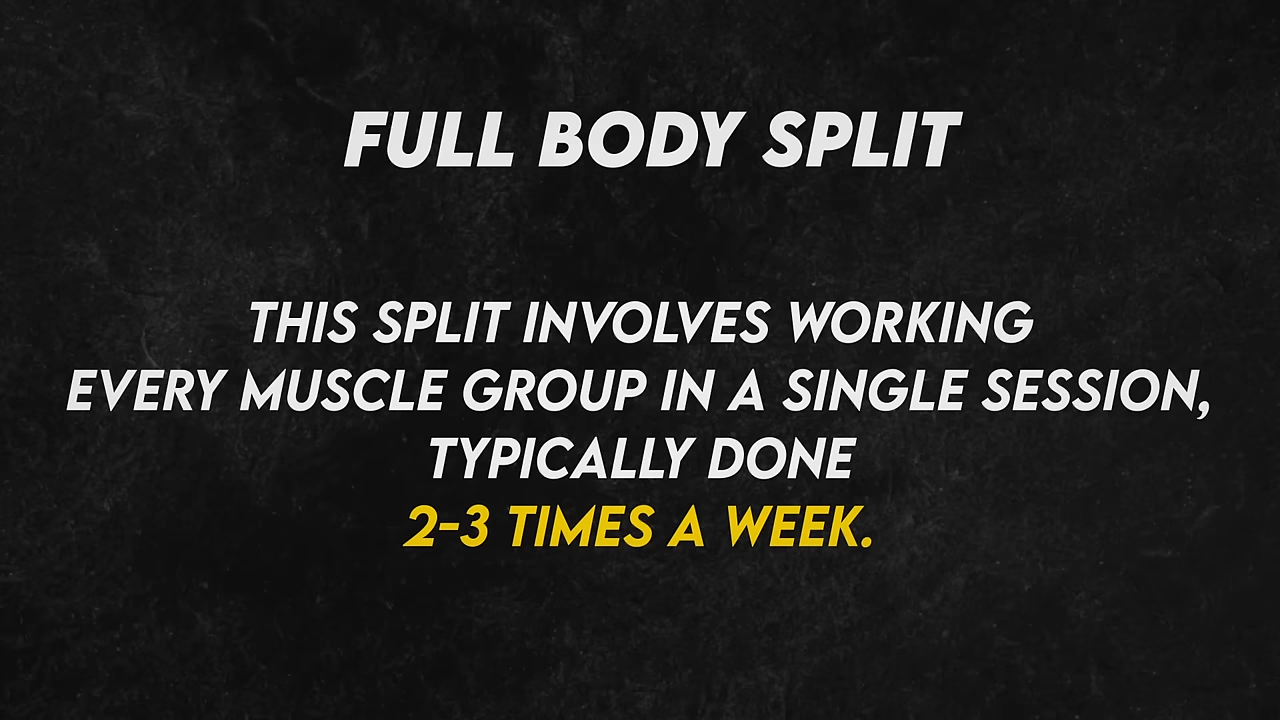 FULL BODY SPLIT
THIS SPLIT INVOLVES WORKING
EVERY MUSCLE GROUP IN A SINGLE SESSION,
TYPICALLY DONE
2-3 TIMES A WEEK.